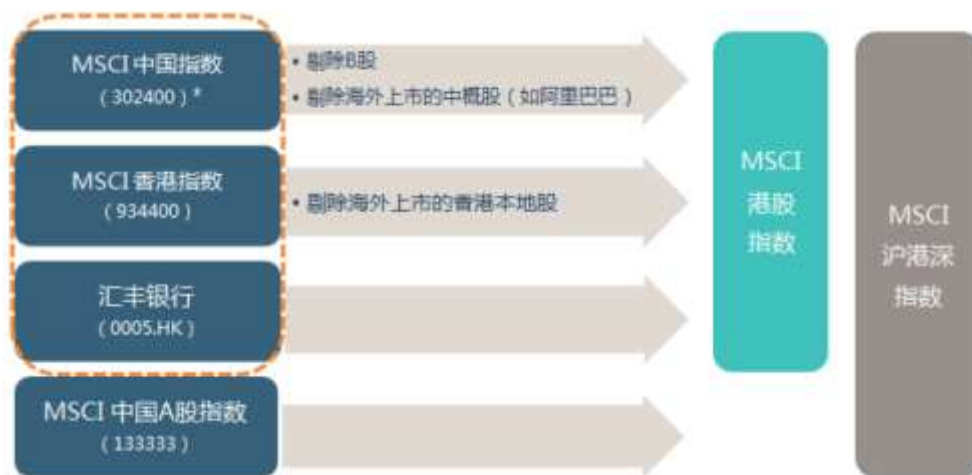 MSCI 中国指数
（302400）*
• 剔除B股
• 剔除海外上市的中概股（如阿里巴巴）
MSCI 香港指数
（934400）
• 剔除海外上市的香港本地股
汇丰银行
（0005.HK）
MSCI 中国A股指数
（133333）
MSCI
港股
指数
MSCI
沪港深
指数